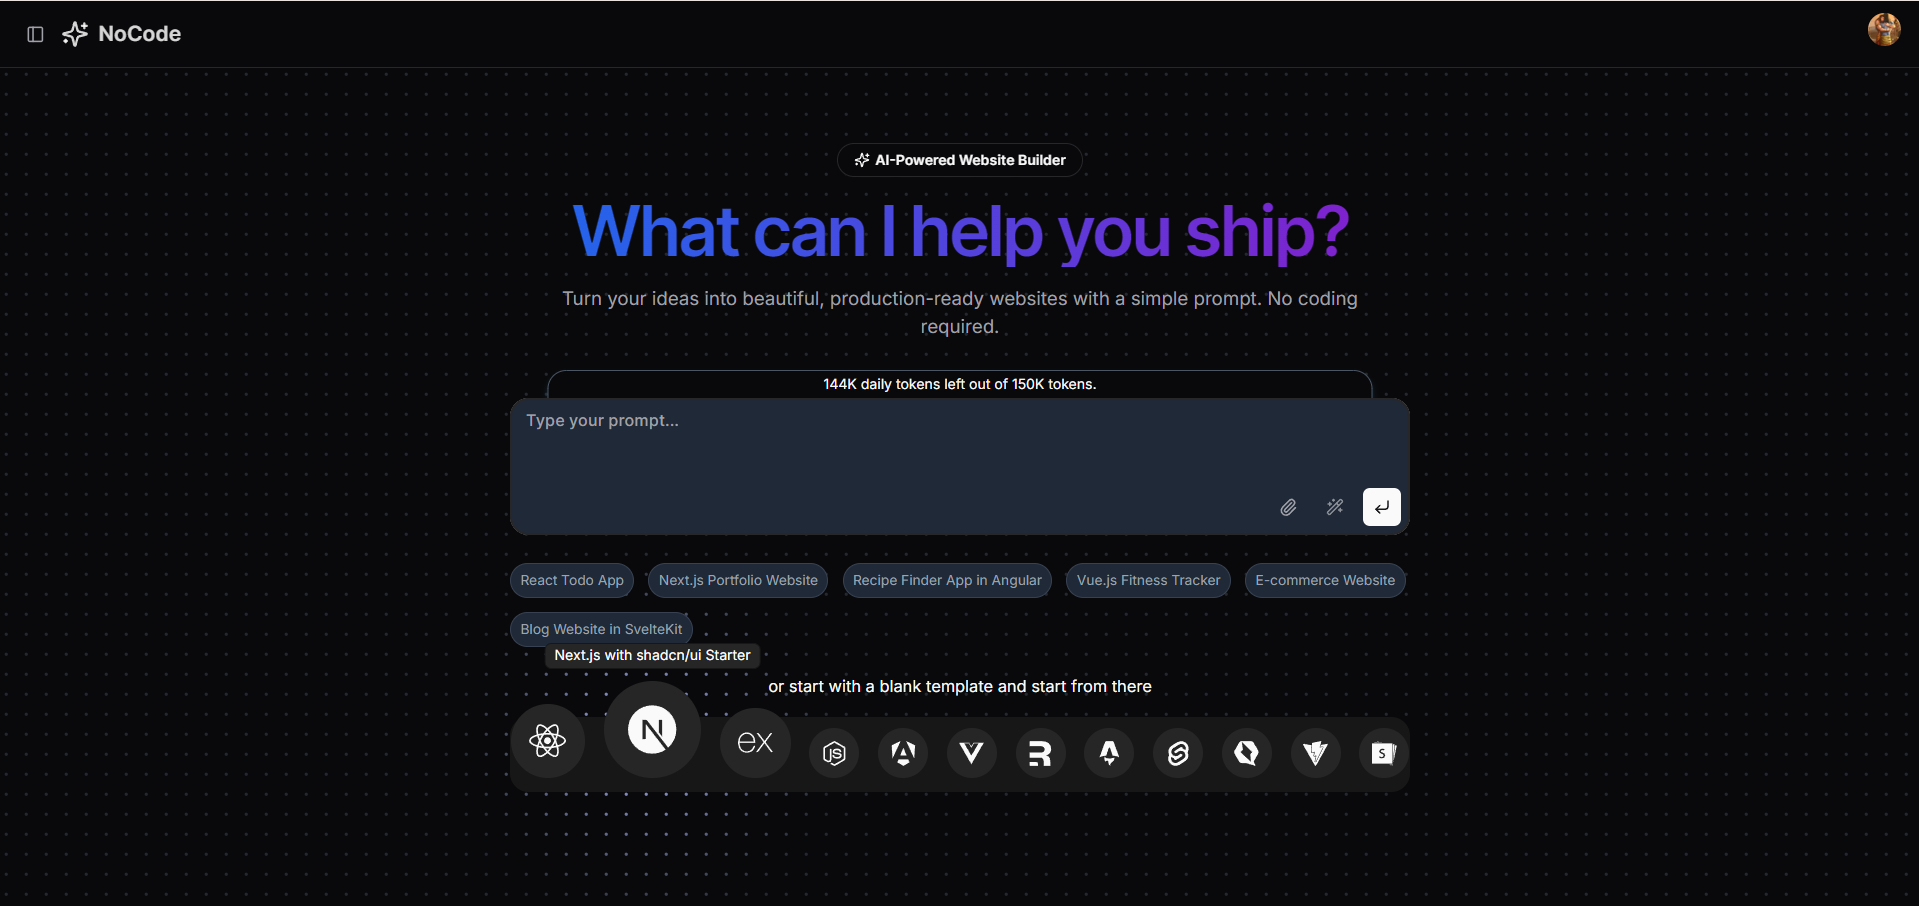 NoCode
AI-Powered Website Builder
What can I help you ship?
Turn your ideas into beautiful, production-ready websites with a simple prompt. No coding
required.
144K daily tokens left out of 150K tokens.
Type your prompt...
React Todo App
Next.js Portfolio Website
Recipe Finder App in Angular
Vue.js Fitness Tracker
E-commerce Website
Blog Website in SvelteKit
Next.js with shadcn/ui Starter
or start with a blank template and start from there
N
ex
JS
S